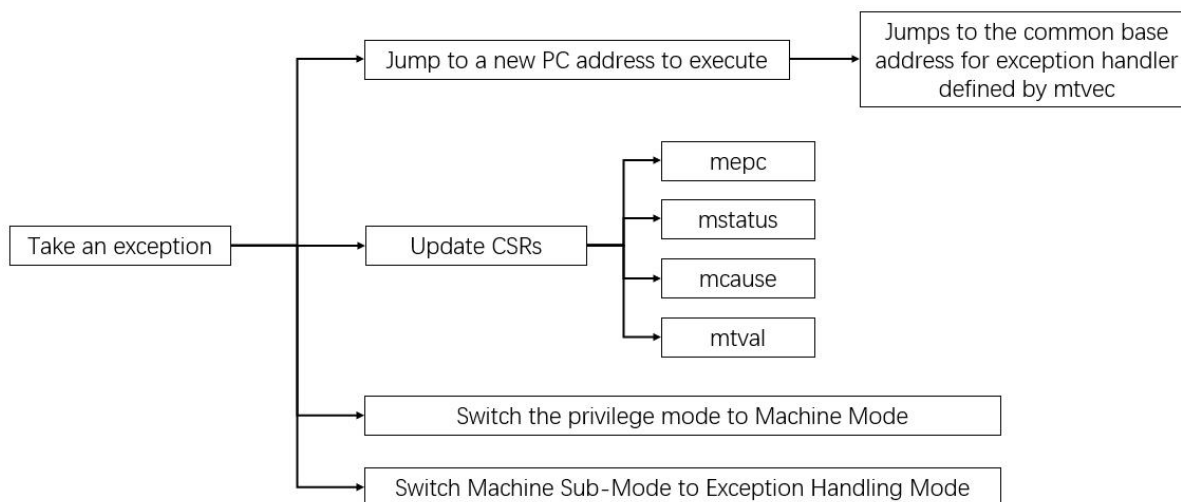 Jump to a new PC address to execute
Jumps to the common base
address for exception handler
defined by mtvec
Take an exception
Update CSRs
mepc
mstatus
mcause
mtval
Switch the privilege mode to Machine Mode
Switch Machine Sub-Mode to Exception Handling Mode